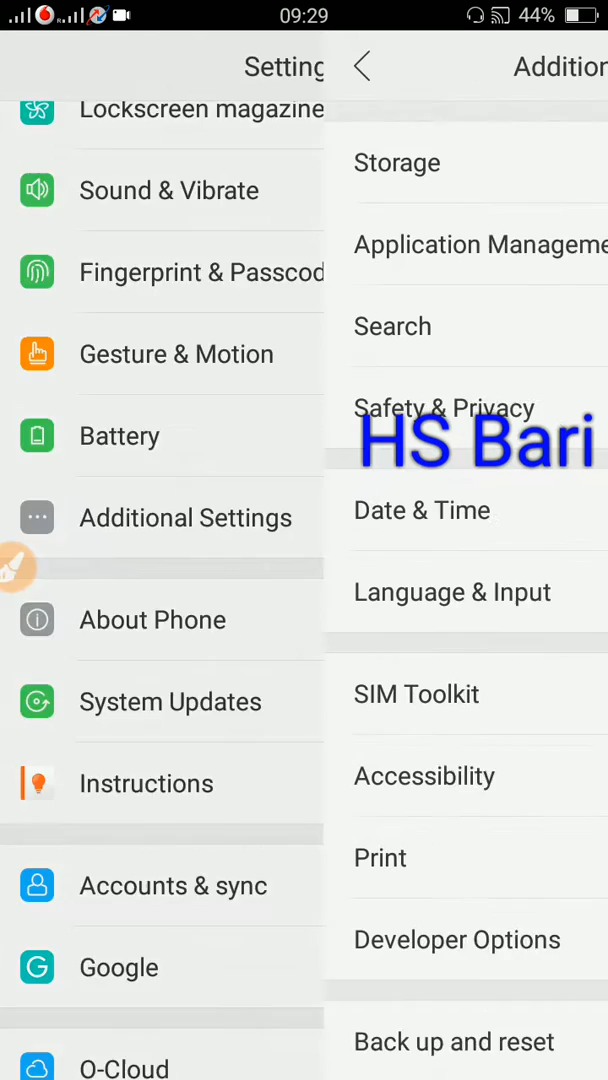 09:29
44%
Setting
Lockscreen magazine
Sound & Vibrate
Fingerprint & Passcod
Gesture & Motion
Battery
Additional Settings
About Phone
System Updates
Instructions
Accounts & sync
Google
O-Cloud
Addition
Storage
Application Manageme
Search
Safety & Privacy
HS Bari
Date & Time
Language & Input
SIM Toolkit
Accessibility
Print
Developer Options
Back up and reset